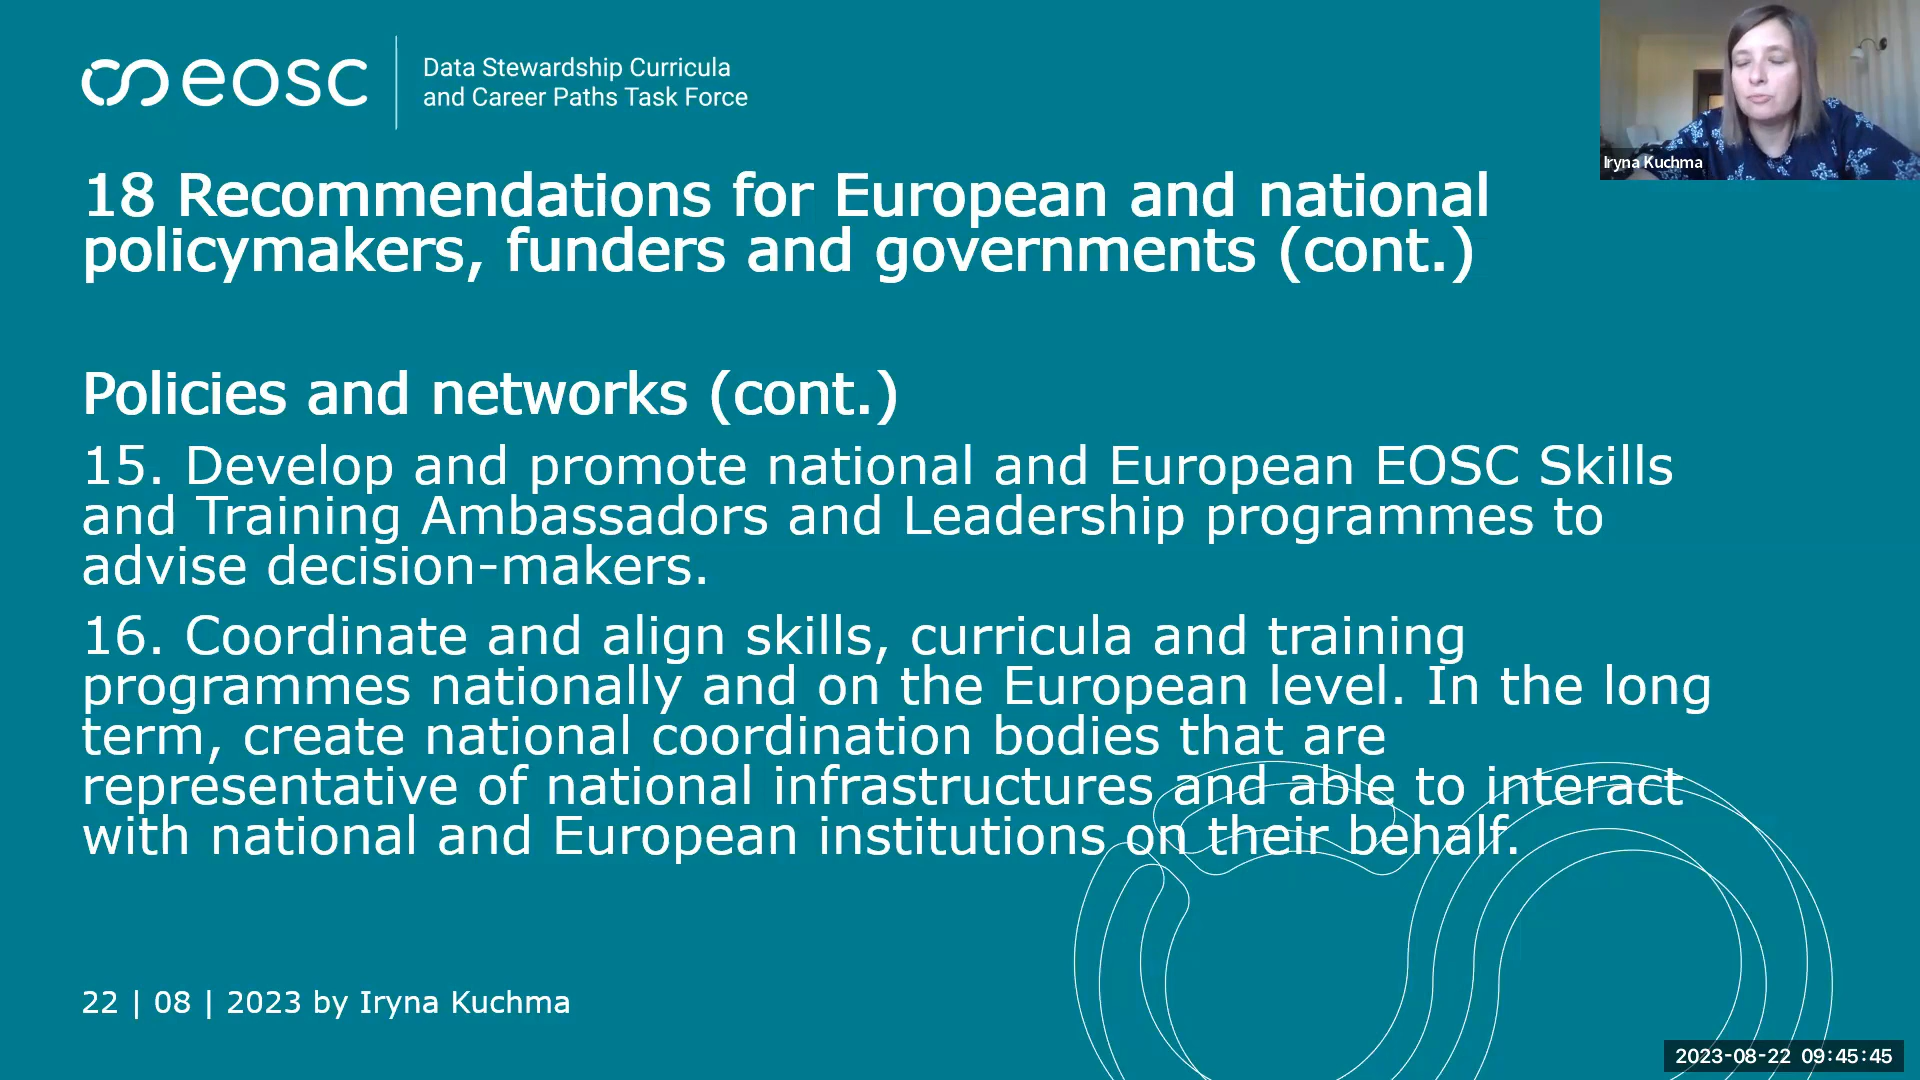 eosc
Data Stewardship Curricula
and Career Paths Task Force
Iryna Kuchma
18 Recommendations for European and national
policymakers, funders and governments (cont.)
Policies and networks (cont.)
15. Develop and promote national and European EOSC Skills
and Training Ambassadors and Leadership programmes to
advise decision-makers.
16. Coordinate and align skills, curricula and training
programmes nationally and on the European level. In the long
term, create national coordination bodies that are
representative of national infrastructures and able to interact
with national and European institutions on their behalf.
22 | 08 | 2023 by Iryna Kuchma
2023-08-22 09:45:45